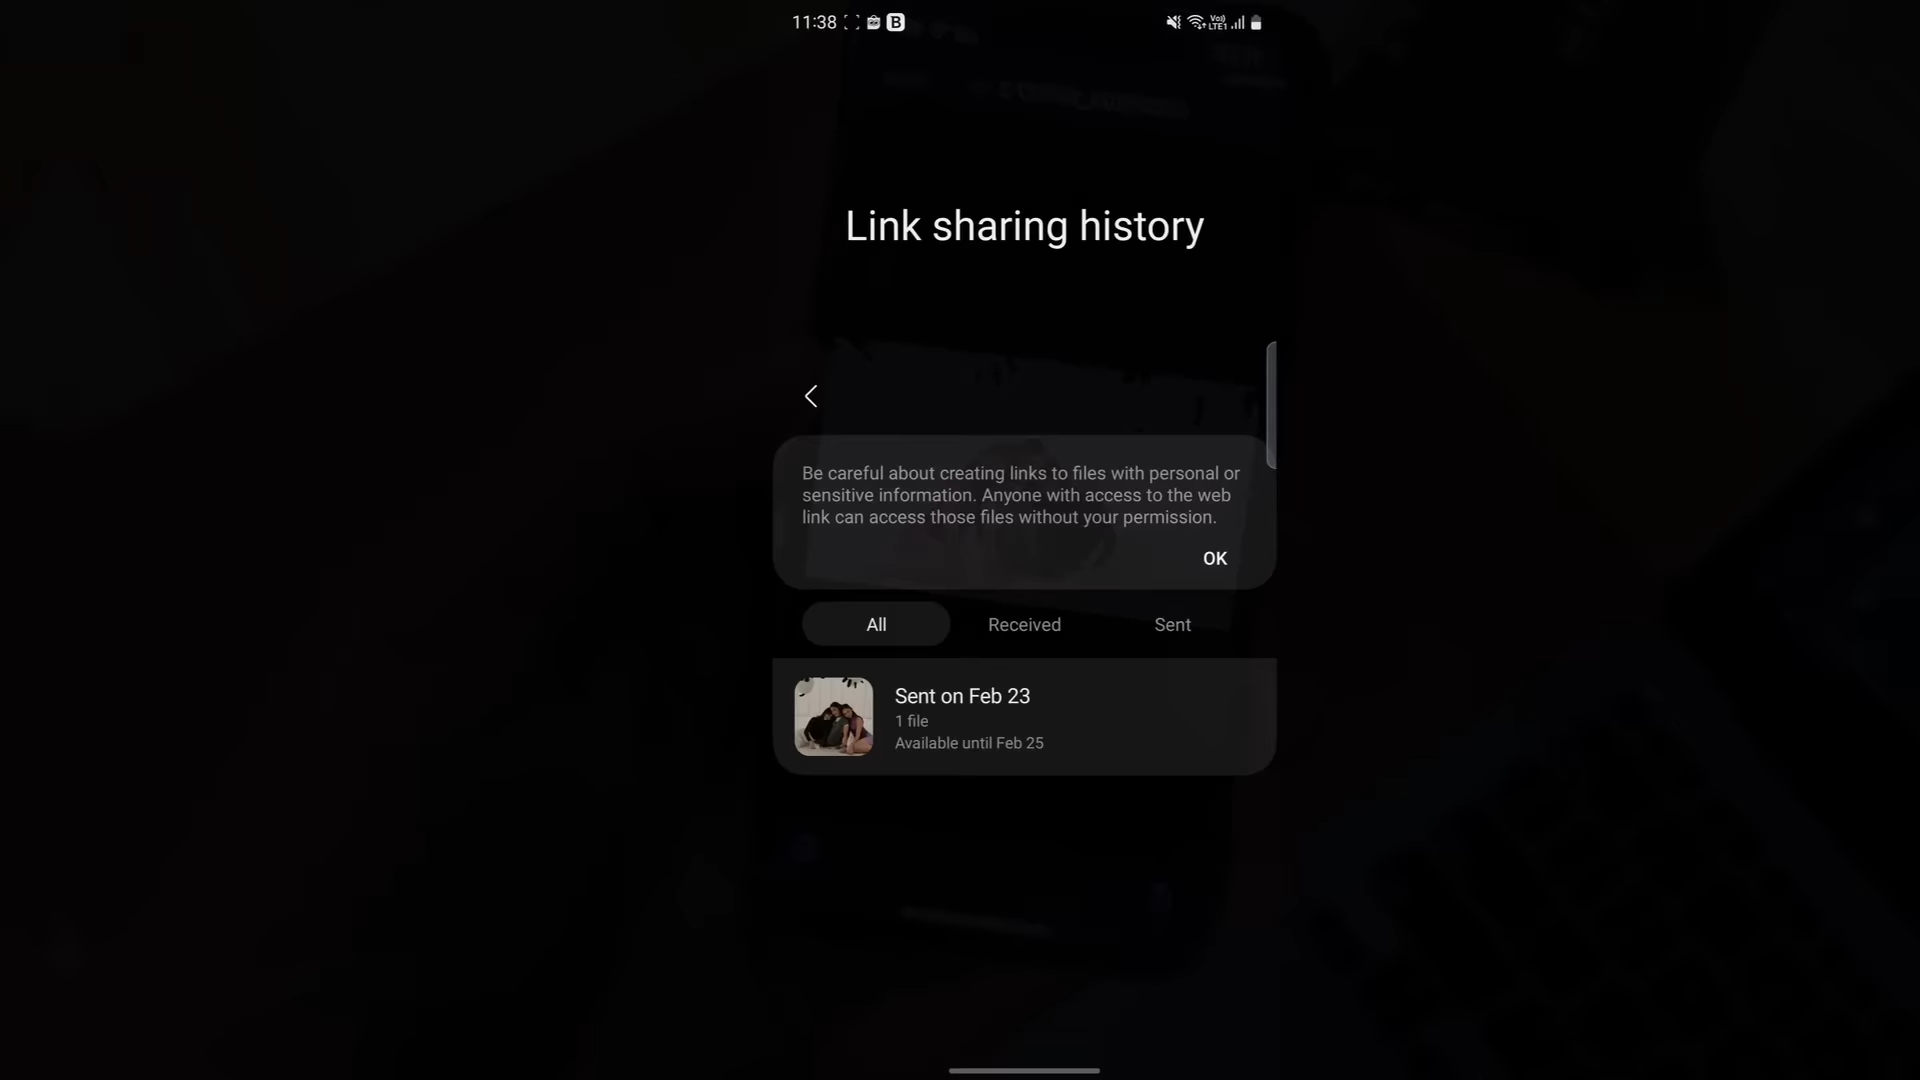 11:38 B Vo) LTE1
Link sharing history
Be careful about creating links to files with personal or
sensitive information. Anyone with access to the web
link can access those files without your permission.
OK
All Received Sent
Sent on Feb 23
1 file
Available until Feb 25